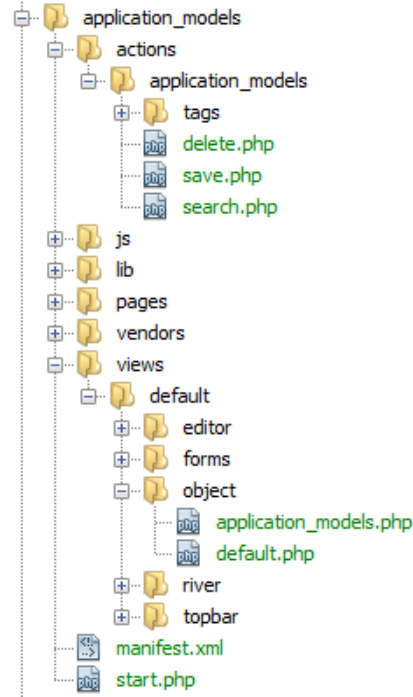 application_models
actions
application_models
tags
delete.php
save.php
search.php
js
lib
pages
vendors
views
default
editor
forms
object
application_models.php
default.php
river
topbar
manifest.xml
start.php